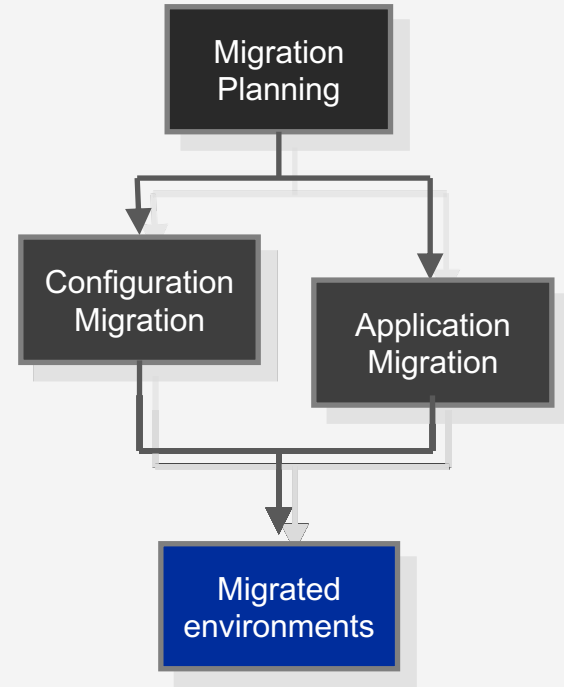 Migration
Planning
Configuration
Migration
Application
Migration
Migrated
environments